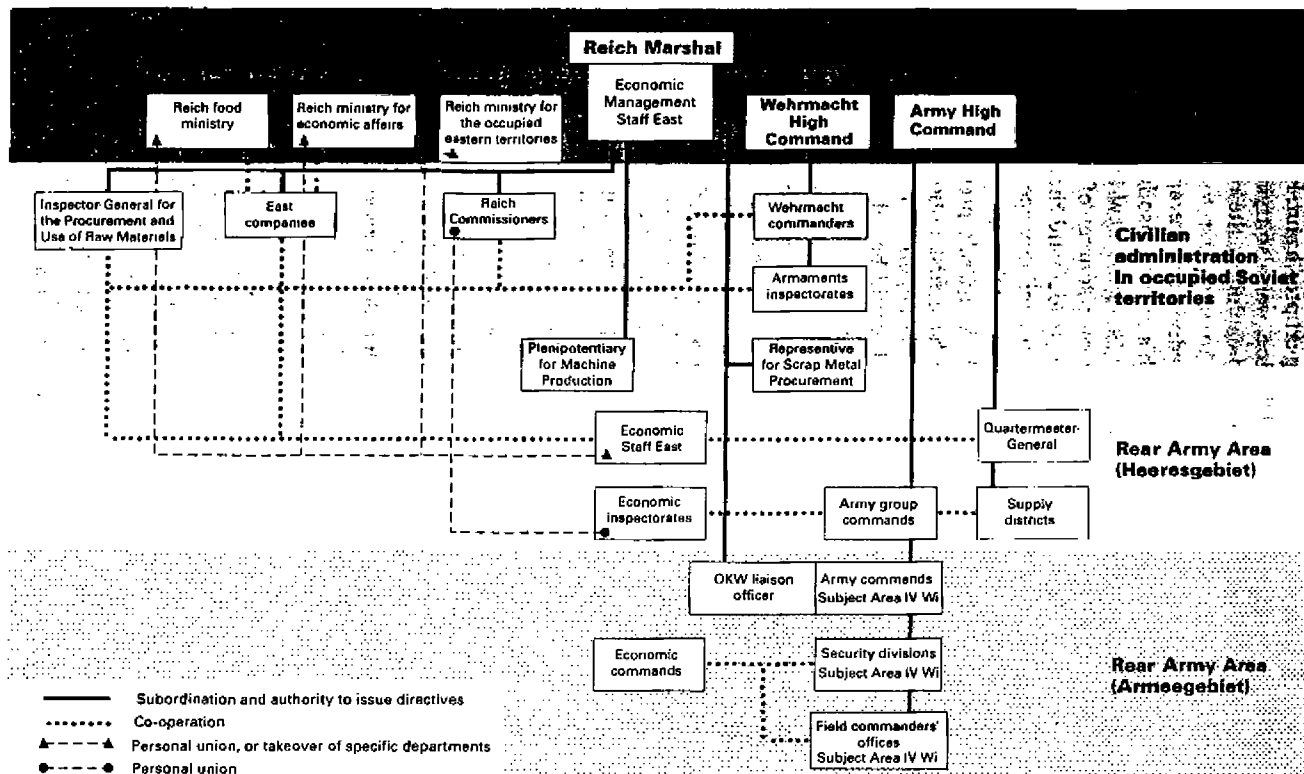 Reich Marshal
Economic
Management
Staff East
Reich food
ministry
Reich ministry for
economic affairs
Reich ministry for
the occupied
eastern territories
Wehrmacht
High
Command
Army High
Command
Inspector General for
the Procurement and
Use of Raw Materials
East
companies
Reich
Commissioners
Wehrmacht
commanders
Armaments
inspectorates
Civilian
administration
In occupied Soviet
territories
Plenipotentiary
for Machine
Production
Representive
for Scrap Metal
Procurement
Economic
Staff East
Quartermaster-
General
Rear Army Area
(Heeresgebiet)
Economic
inspectorates
Army group
commands
Supply
districts
OKW liaison
officer
Army commands
Subject Area IV Wi
Economic
commands
Security divisions
Subject Area IV Wi
Rear Army Area
(Armeegebiet)
Field commanders'
offices
Subject Area IV Wi
Subordination and authority to issue directives
Co-operation
Personal union, or takeover of specific departments
Personal union